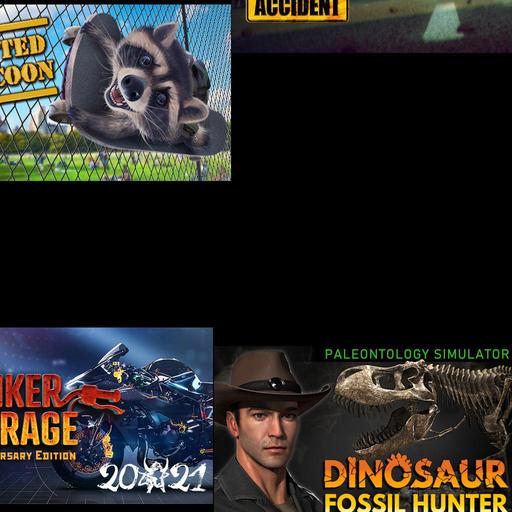 TED
COON
ACCIDENT
IKER
RAGE
RSARY EDITION
2021
PALEONTOLOGY SIMULATOR
DINOSAUR
FOSSIL HUNTER